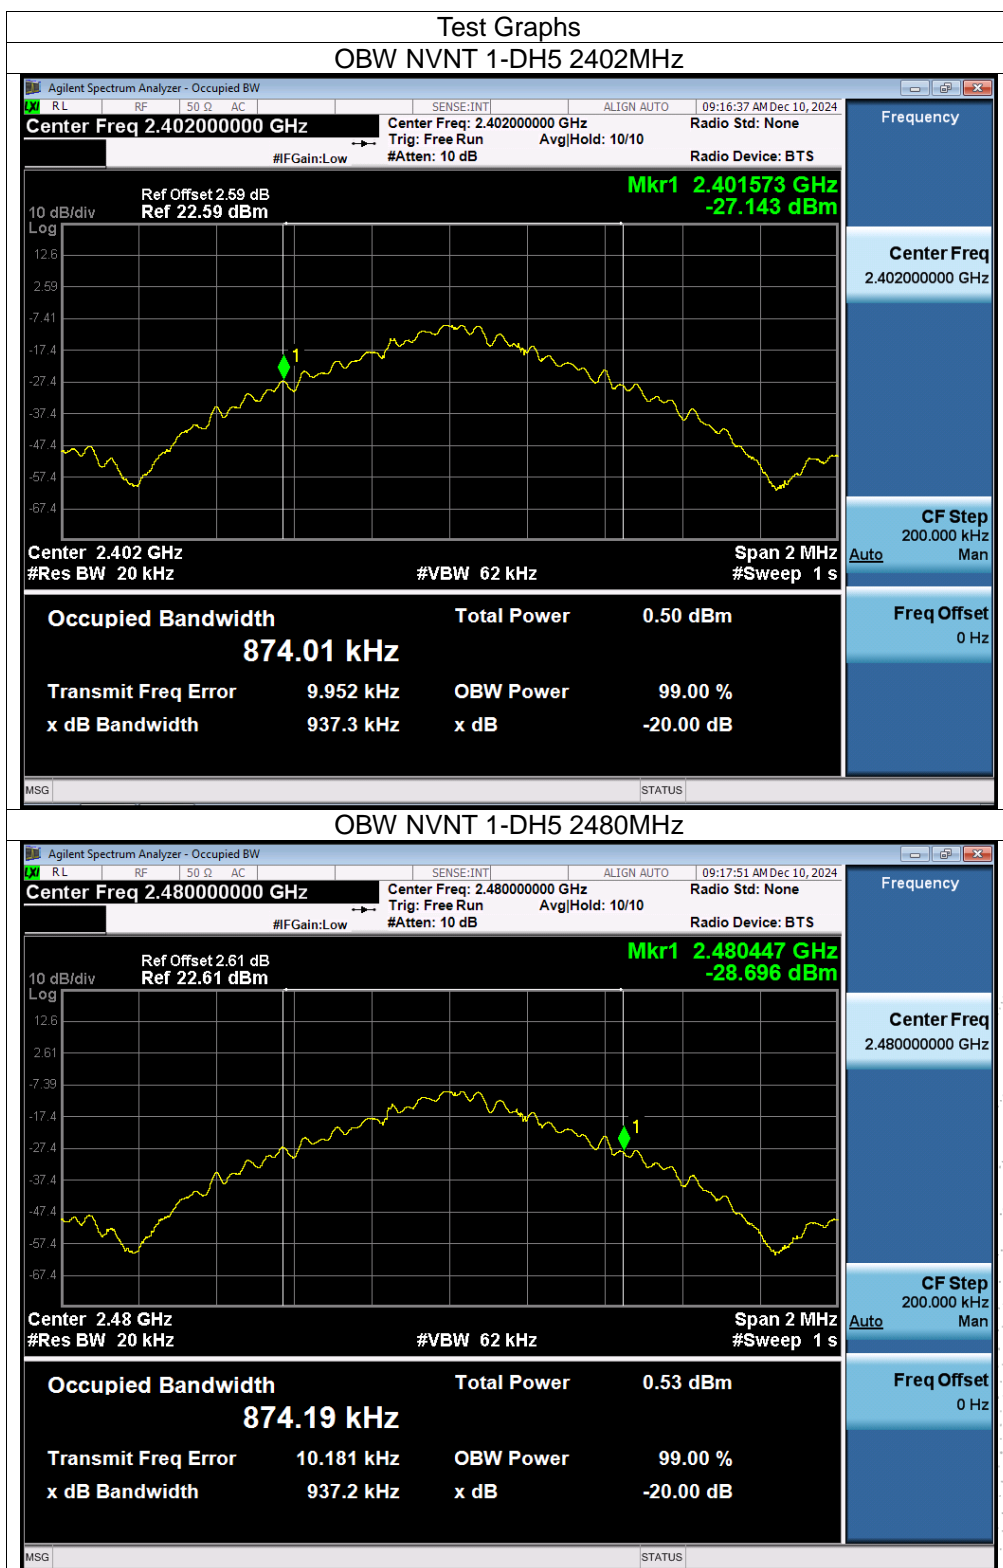 Test Graphs
OBW NVNT 1-DH5 2402MHz
Agilent Spectrum Analyzer - Occupied BW
LXI RL RF 50 Ω AC SENSE:INT ALIGN AUTO 09:16:37 AM Dec 10, 2024
Center Freq 2.402000000 GHz
Center Freq: 2.402000000 GHz Radio Std: None
Trig: Free Run Avg|Hold: 10/10
#IFGain:Low #Atten: 10 dB Radio Device: BTS
Frequency
Mkr1 2.401573 GHz
-27.143 dBm
Ref Offset 2.59 dB
10 dB/div Ref 22.59 dBm
Log
12.6
2.59
-7.41
-17.4
-27.4
-37.4
-47.4
-57.4
-67.4
1
Center 2.402 GHz Span 2 MHz
#Res BW 20 kHz #VBW 62 kHz #Sweep 1 s
Center Freq
2.402000000 GHz
CF Step
200.000 kHz
Auto Man
Freq Offset
0 Hz
Occupied Bandwidth Total Power 0.50 dBm
874.01 kHz
Transmit Freq Error 9.952 kHz OBW Power 99.00 %
x dB Bandwidth 937.3 kHz x dB -20.00 dB
MSG STATUS
OBW NVNT 1-DH5 2480MHz
Agilent Spectrum Analyzer - Occupied BW
LXI RL RF 50 Ω AC SENSE:INT ALIGN AUTO 09:17:51 AM Dec 10, 2024
Center Freq 2.480000000 GHz
Center Freq: 2.480000000 GHz Radio Std: None
Trig: Free Run Avg|Hold: 10/10
#IFGain:Low #Atten: 10 dB Radio Device: BTS
Frequency
Mkr1 2.480447 GHz
-28.696 dBm
Ref Offset 2.61 dB
10 dB/div Ref 22.61 dBm
Log
12.6
2.61
-7.39
-17.4
-27.4
-37.4
-47.4
-57.4
-67.4
1
Center 2.48 GHz Span 2 MHz
#Res BW 20 kHz #VBW 62 kHz #Sweep 1 s
Center Freq
2.480000000 GHz
CF Step
200.000 kHz
Auto Man
Freq Offset
0 Hz
Occupied Bandwidth Total Power 0.53 dBm
874.19 kHz
Transmit Freq Error 10.181 kHz OBW Power 99.00 %
x dB Bandwidth 937.2 kHz x dB -20.00 dB
MSG STATUS